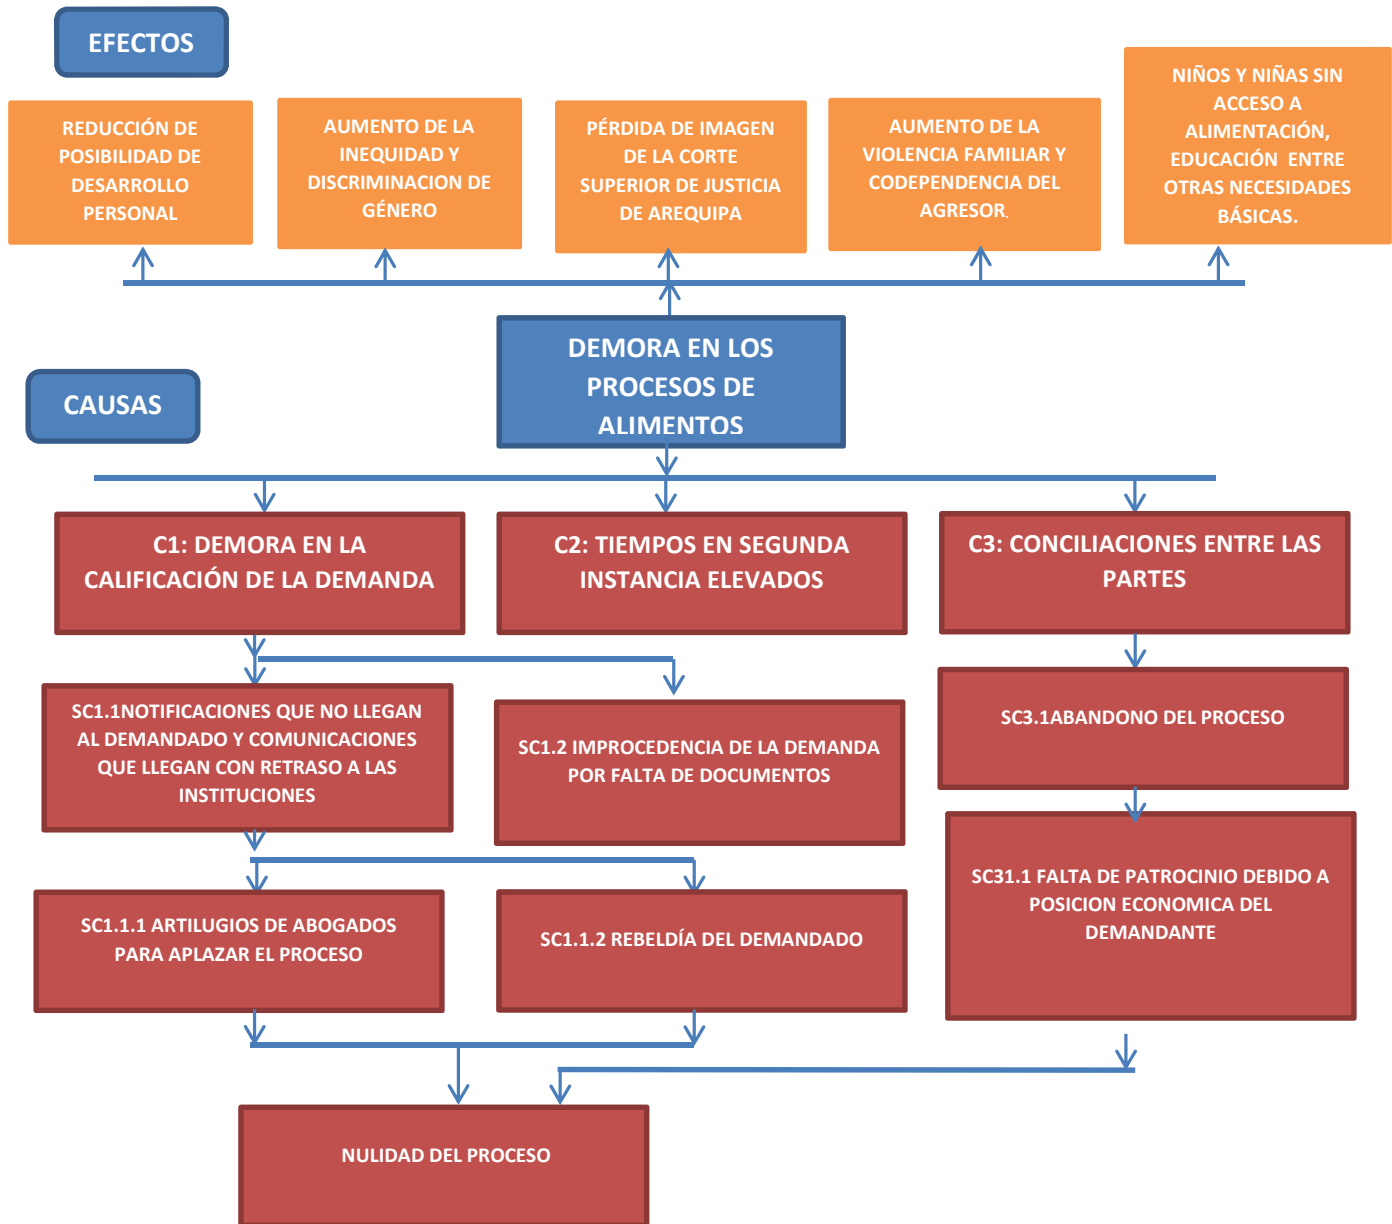 EFECTOS
REDUCCIÓN DE
POSIBILIDAD DE
DESARROLLO
PERSONAL
AUMENTO DE LA
INEQUIDAD Y
DISCRIMINACION DE
GÉNERO
PÉRDIDA DE IMAGEN
DE LA CORTE
SUPERIOR DE JUSTICIA
DE AREQUIPA
AUMENTO DE LA
VIOLENCIA FAMILIAR Y
CODEPENDENCIA DEL
AGRESOR.
NIÑOS Y NIÑAS SIN
ACCESO A
ALIMENTACIÓN,
EDUCACIÓN ENTRE
OTRAS NECESIDADES
BÁSICAS.
DEMORA EN LOS
PROCESOS DE
ALIMENTOS
CAUSAS
C1: DEMORA EN LA
CALIFICACIÓN DE LA DEMANDA
C2: TIEMPOS EN SEGUNDA
INSTANCIA ELEVADOS
C3: CONCILIACIONES ENTRE LAS
PARTES
SC1.1NOTIFICACIONES QUE NO LLEGAN
AL DEMANDADO Y COMUNICACIONES
QUE LLEGAN CON RETRASO A LAS
INSTITUCIONES
SC1.2 IMPROCEDENCIA DE LA DEMANDA
POR FALTA DE DOCUMENTOS
SC3.1ABANDONO DEL PROCESO
SC1.1.1 ARTILUGIOS DE ABOGADOS
PARA APLAZAR EL PROCESO
SC1.1.2 REBELDÍA DEL DEMANDADO
SC31.1 FALTA DE PATROCINIO DEBIDO A
POSICION ECONOMICA DEL
DEMANDANTE
NULIDAD DEL PROCESO